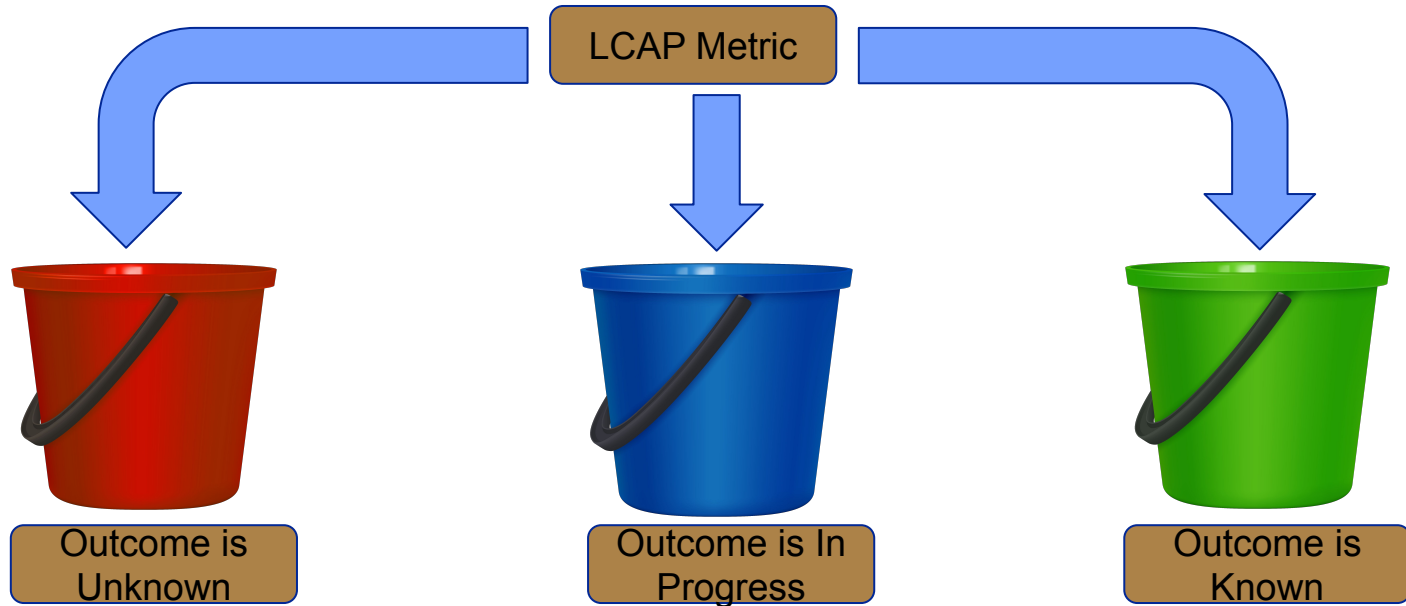 LCAP Metric
Outcome is
Unknown
Outcome is In
Progress
Outcome is
Known